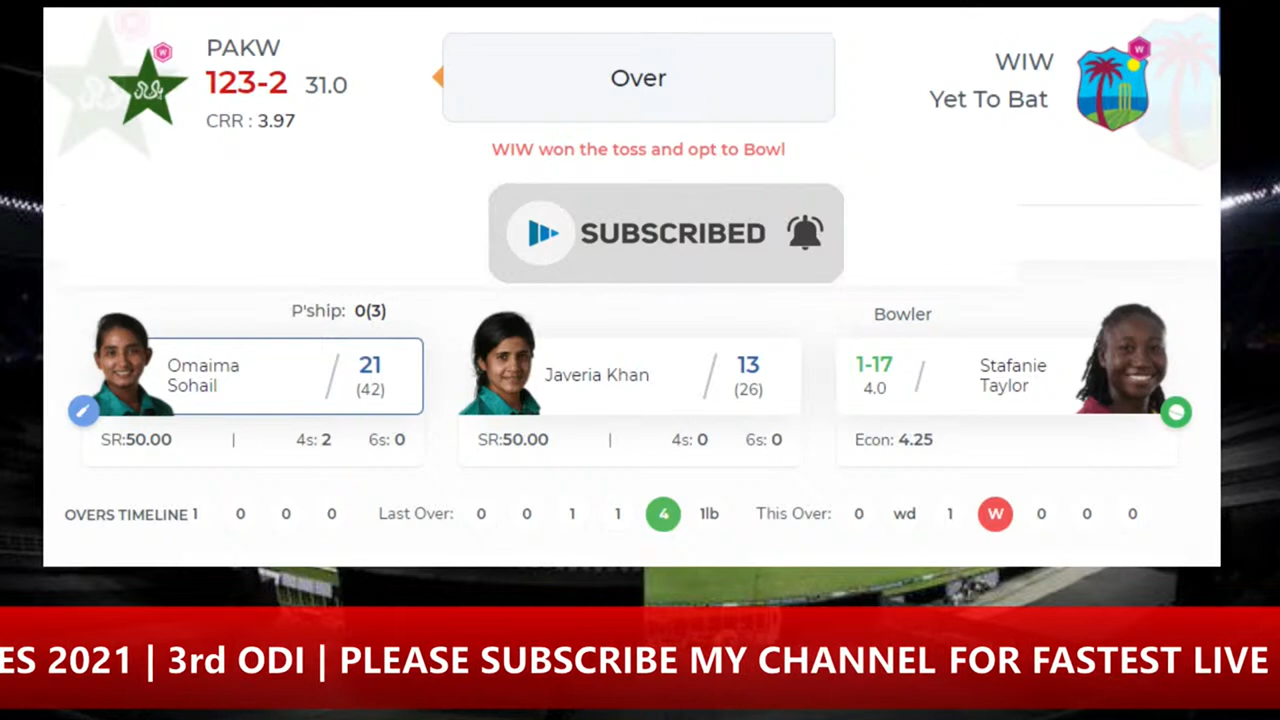 PAKW
123-2 31.0
CRR : 3.97
Over
WIW won the toss and opt to Bowl
WIW
Yet To Bat
W
W
SUBSCRIBED
P'ship: 0(3)
Omaima
Sohail
21
(42)
SR:50.00 | 4s: 2 6s: 0
Javeria Khan
13
(26)
SR:50.00 | 4s: 0 6s: 0
Bowler
1-17
4.0
Stafanie
Taylor
Econ: 4.25
OVERS TIMELINE 1 0 0 0 Last Over: 0 0 1 1 4 1lb This Over: 0 wd 1 W 0 0 0
ES 2021 | 3rd ODI | PLEASE SUBSCRIBE MY CHANNEL FOR FASTEST LIVE